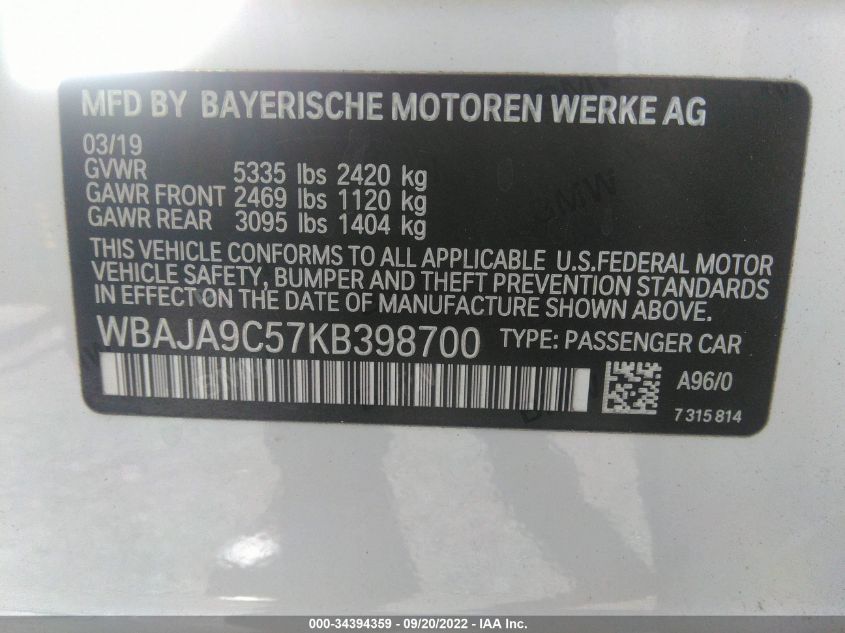 MFD BY BAYERISCHE MOTOREN WERKE AG
03/19
GVWR 5335 lbs 2420 kg
GAWR FRONT 2469 lbs 1120 kg
GAWR REAR 3095 lbs 1404 kg
THIS VEHICLE CONFORMS TO ALL APPLICABLE U.S.FEDERAL MOTOR
VEHICLE SAFETY, BUMPER AND THEFT PREVENTION STANDARDS
IN EFFECT ON THE DATE OF MANUFACTURE SHOWN ABOVE.
WBAJA9C57KB398700 TYPE: PASSENGER CAR
A96/0
7 315 814
000-34394359 - 09/20/2022 - IAA Inc.